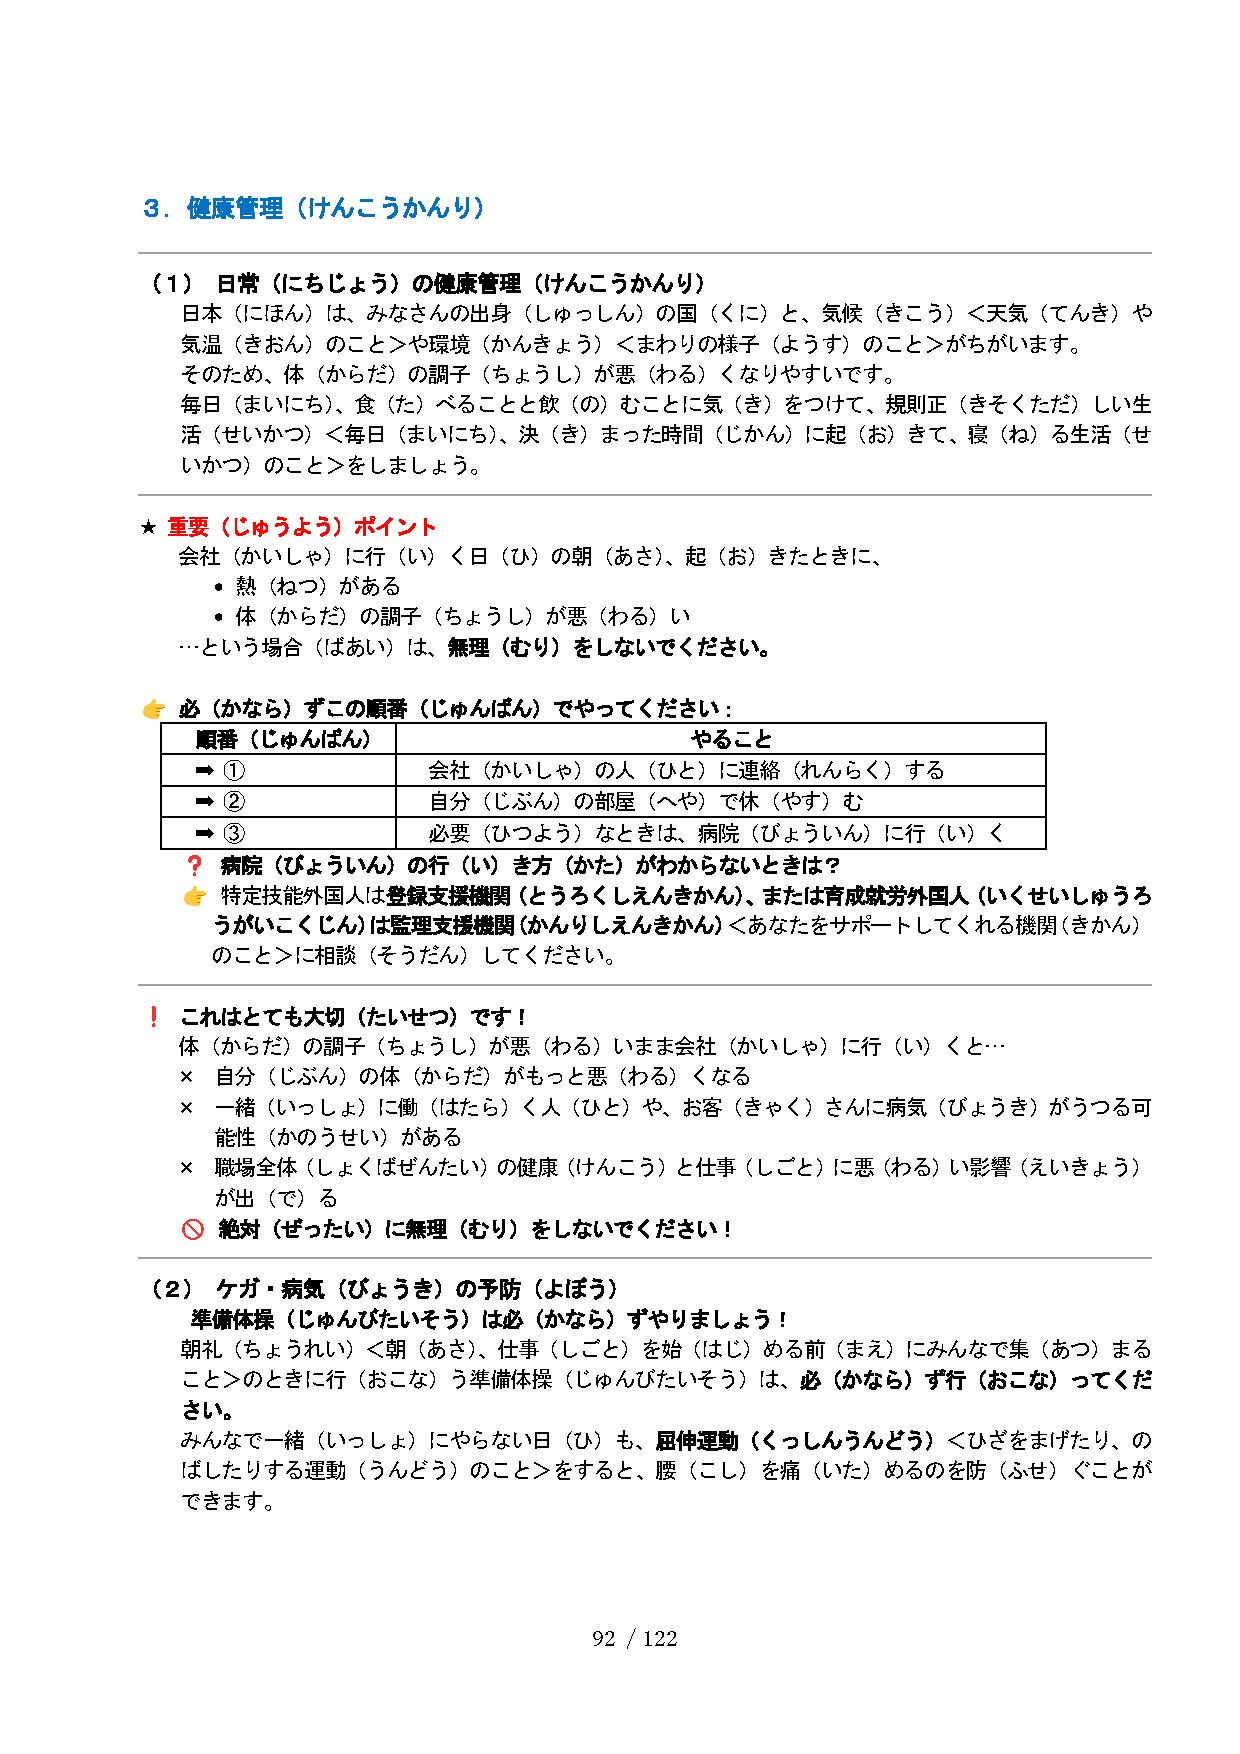 ３．健康管理（けんこうかんり）
（１） 日常（にちじょう）の健康管理（けんこうかんり）
日本（にほん）は、みなさんの出身（しゅっしん）の国（くに）と、気候（きこう）＜天気（てんき）や
気温（きおん）のこと＞や環境（かんきょう）＜まわりの様子（ようす）のこと＞がちがいます。
そのため、体（からだ）の調子（ちょうし）が悪（わる）くなりやすいです。
毎日（まいにち）、食（た）べることと飲（の）むことに気（き）をつけて、規則正（きそくただ）しい生
活（せいかつ）＜毎日（まいにち）、決（き）まった時間（じかん）に起（お）きて、寝（ね）る生活（せ
いかつ）のこと＞をしましょう。
★ 重要（じゅうよう）ポイント
会社（かいしゃ）に行（い）く日（ひ）の朝（あさ）、起（お）きたときに、
• 熱（ねつ）がある
• 体（からだ）の調子（ちょうし）が悪（わる）い
…という場合（ばあい）は、無理（むり）をしないでください。
👉 必（かなら）ずこの順番（じゅんばん）でやってください：
順番（じゅんばん） やること
➡ ① 会社（かいしゃ）の人（ひと）に連絡（れんらく）する
➡ ② 自分（じぶん）の部屋（へや）で休（やす）む
➡ ③ 必要（ひつよう）なときは、病院（びょういん）に行（い）く
❓ 病院（びょういん）の行（い）き方（かた）がわからないときは？
👉 特定技能外国人は登録支援機関（とうろくしえんきかん）、または育成就労外国人（いくせいしゅうろ
うがいこくじん）は監理支援機関（かんりしえんきかん）＜あなたをサポートしてくれる機関（きかん）
のこと＞に相談（そうだん）してください。
❗ これはとても大切（たいせつ）です！
体（からだ）の調子（ちょうし）が悪（わる）いまま会社（かいしゃ）に行（い）くと…
× 自分（じぶん）の体（からだ）がもっと悪（わる）くなる
× 一緒（いっしょ）に働（はたら）く人（ひと）や、お客（きゃく）さんに病気（びょうき）がうつる可
能性（かのうせい）がある
× 職場全体（しょくばぜんたい）の健康（けんこう）と仕事（しごと）に悪（わる）い影響（えいきょう）
が出（で）る
🚫 絶対（ぜったい）に無理（むり）をしないでください！
（２） ケガ・病気（びょうき）の予防（よぼう）
準備体操（じゅんびたいそう）は必（かなら）ずやりましょう！
朝礼（ちょうれい）＜朝（あさ）、仕事（しごと）を始（はじ）める前（まえ）にみんなで集（あつ）まる
こと＞のときに行（おこな）う準備体操（じゅんびたいそう）は、必（かなら）ず行（おこな）ってくだ
さい。
みんなで一緒（いっしょ）にやらない日（ひ）も、屈伸運動（くっしんうんどう）＜ひざをまげたり、の
ばしたりする運動（うんどう）のこと＞をすると、腰（こし）を痛（いた）めるのを防（ふせ）ぐことが
できます。
92 / 122